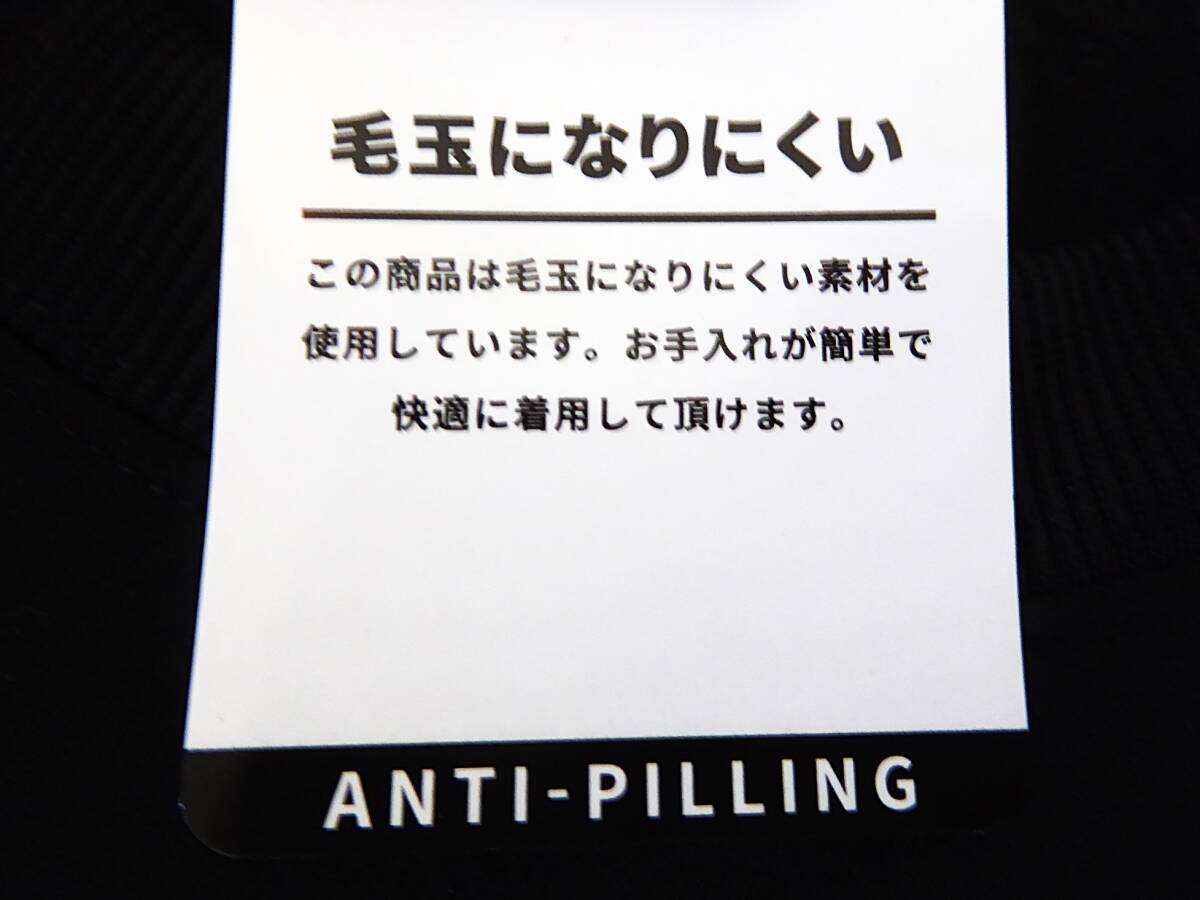 毛玉になりにくい
この商品は毛玉になりにくい素材を
使用しています。お手入れが簡単で
快適に着用して頂けます。
ANTI-PILLING